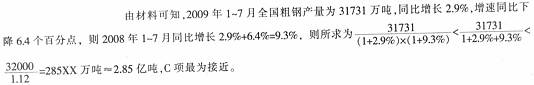 由材料可知,2009 年 1~7 月全国粗钢产量为 31731 万吨,同比增长 2.9%,增速同比下
降 6.4 个百分点，则 2008 年 1~7 月同比增长 2.9%+6.4%=9.3%，则所求为 31731/((1+2.9%)×(1+9.3%)) < 31731/(1+2.9%+9.3%) <
32000/1.12 =285XX 万吨≈2.85 亿吨,C 项最为接近。